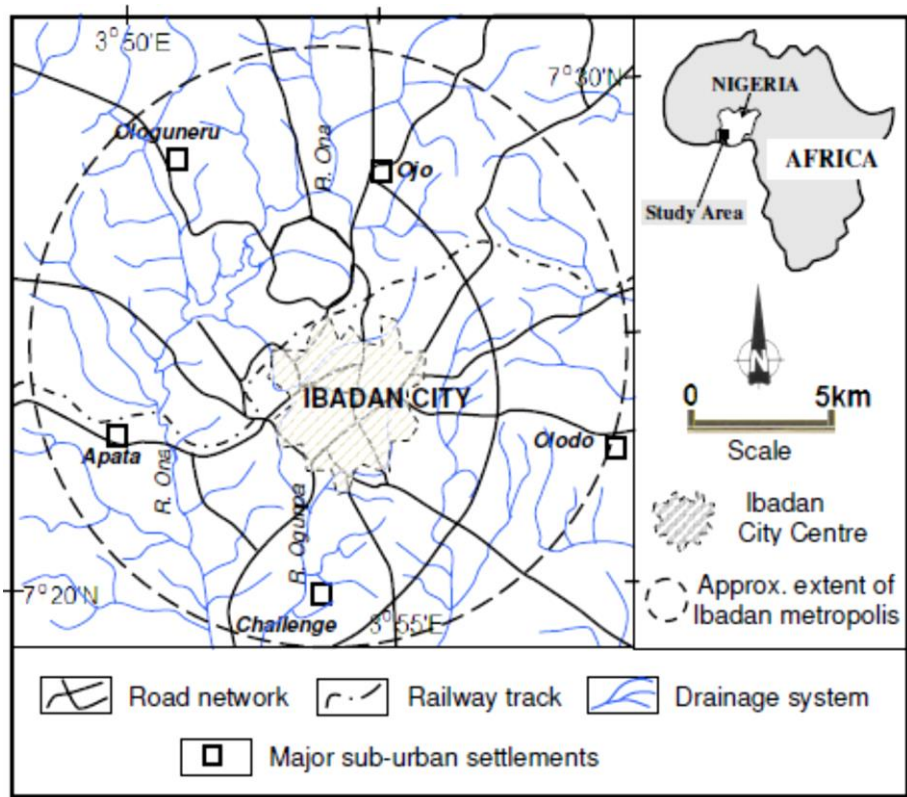 3°50'E
7°30'N
Ologuneru
R. Ona
Ojo
IBADAN CITY
Apata
R. Ona
Olodo
R. Ogunpa
7°20'N
Challenge
3°55'E
NIGERIA
AFRICA
Study Area
N
0 5km
Scale
Ibadan
City Centre
Approx. extent of
Ibadan metropolis
Road network
Railway track
Drainage system
Major sub-urban settlements